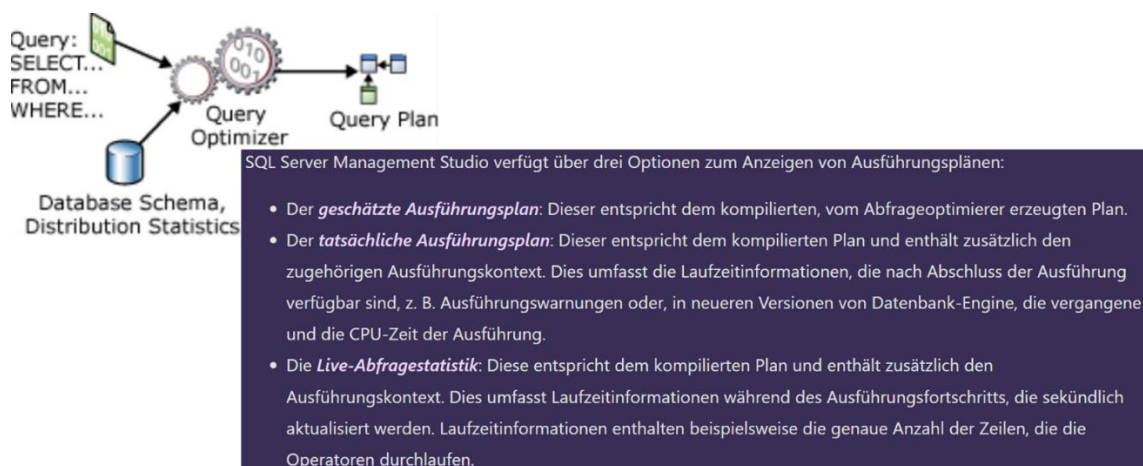 Query:
SELECT...
FROM...
WHERE...
010
001
010
001
Query
Optimizer
Query Plan
Database Schema,
Distribution Statistics
SQL Server Management Studio verfügt über drei Optionen zum Anzeigen von Ausführungsplänen:
• Der geschätzte Ausführungsplan: Dieser entspricht dem kompilierten, vom Abfrageoptimierer erzeugten Plan.
• Der tatsächliche Ausführungsplan: Dieser entspricht dem kompilierten Plan und enthält zusätzlich den
zugehörigen Ausführungskontext. Dies umfasst die Laufzeitinformationen, die nach Abschluss der Ausführung
verfügbar sind, z. B. Ausführungswarnungen oder, in neueren Versionen von Datenbank-Engine, die vergangene
und die CPU-Zeit der Ausführung.
• Die Live-Abfragestatistik: Diese entspricht dem kompilierten Plan und enthält zusätzlich den
Ausführungskontext. Dies umfasst Laufzeitinformationen während des Ausführungsfortschritts, die sekündlich
aktualisiert werden. Laufzeitinformationen enthalten beispielsweise die genaue Anzahl der Zeilen, die die
Operatoren durchlaufen.